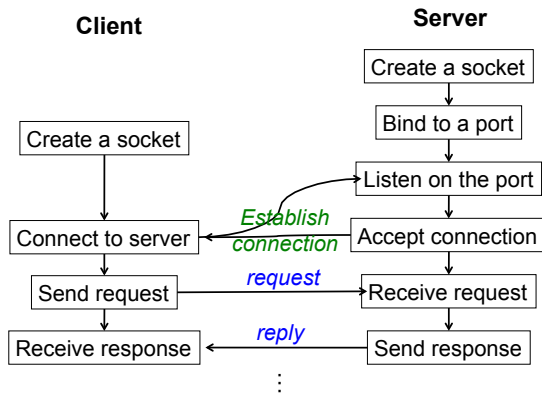 Client
Server
Create a socket
Bind to a port
Create a socket
Listen on the port
Establish
connection
Connect to server
Accept connection
Send request
request
Receive request
Receive response
reply
Send response
⋮